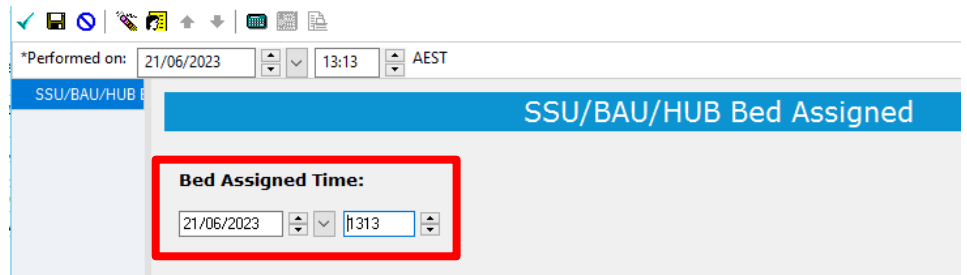 *Performed on: 21/06/2023 13:13 AEST
SSU/BAU/HUB
SSU/BAU/HUB Bed Assigned
Bed Assigned Time:
21/06/2023 1313